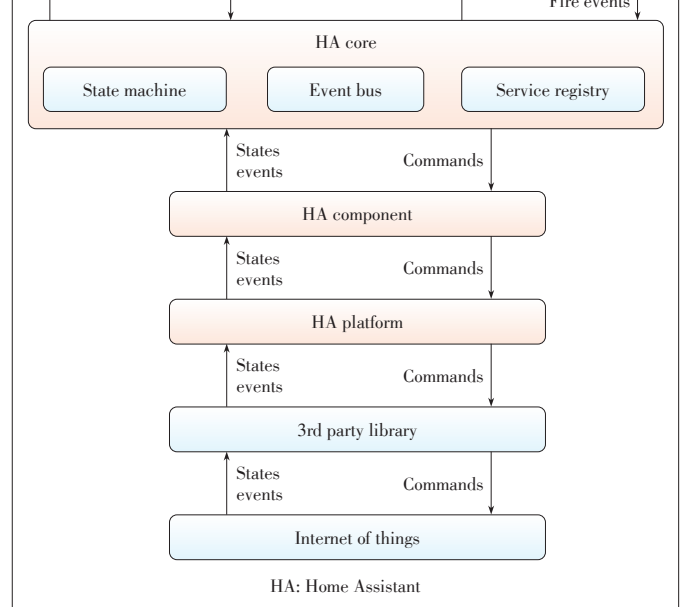 Fire events
HA core
State machine
Event bus
Service registry
States
events
Commands
HA component
States
events
Commands
HA platform
States
events
Commands
3rd party library
States
events
Commands
Internet of things
HA: Home Assistant